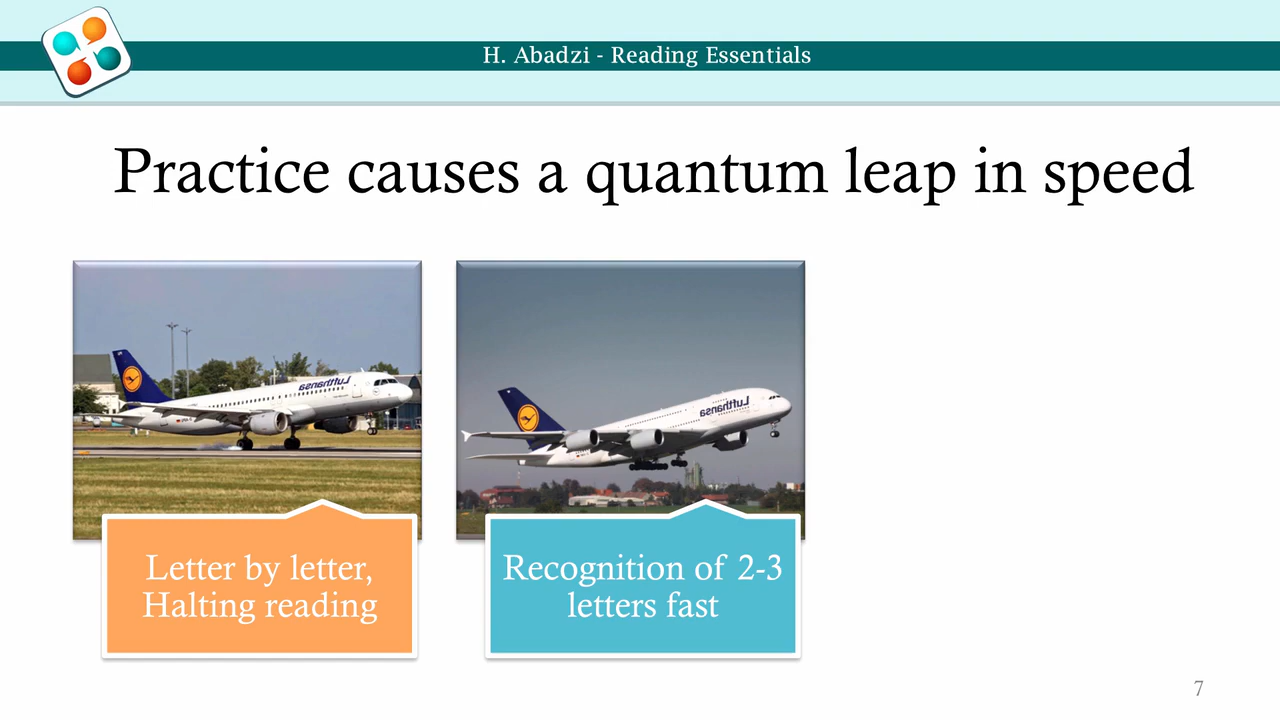 H. Abadzi - Reading Essentials
Practice causes a quantum leap in speed
Lufthansa
Lufthansa
Letter by letter,
Halting reading
Recognition of 2-3
letters fast
7